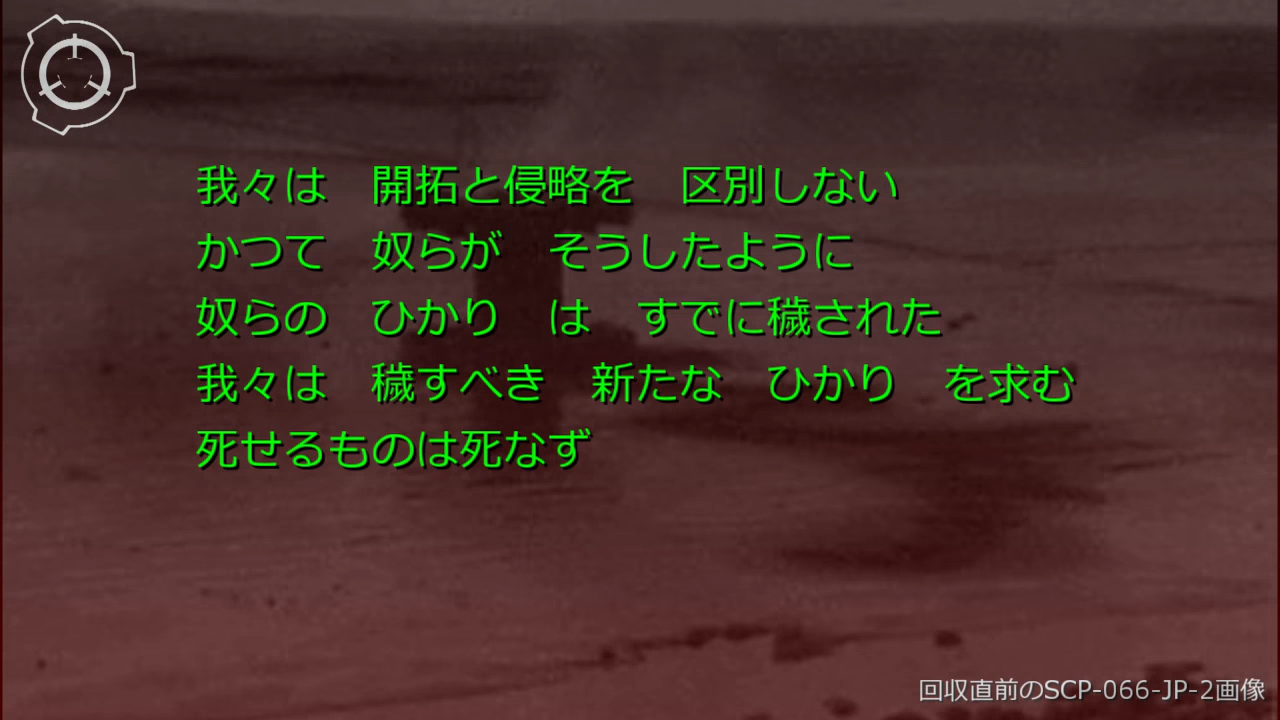 我々は　開拓と侵略を　区別しない
かつて　奴らが　そうしたように
奴らの　ひかり　は　すでに穢された
我々は　穢すべき　新たな　ひかり　を求む
死せるものは死なず
回収直前のSCP-066-JP-2画像